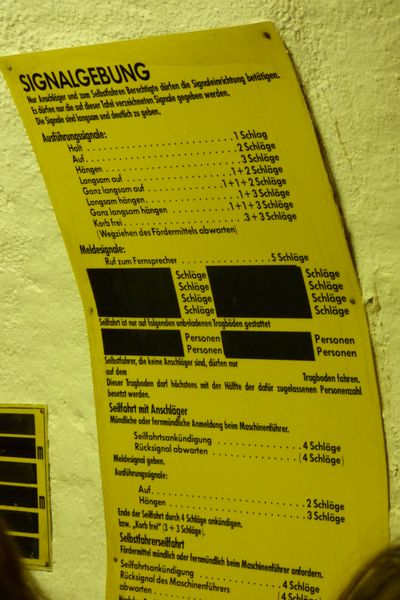 SIGNALGEBUNG
Nur Anschläger und zum Selbstfahren Berechtigte dürfen die Signaleinrichtung betätigen.
Es dürfen nur die auf dieser Tafel verzeichneten Signale gegeben werden.
Die Signale sind langsam und deutlich zu geben.
Ausführungssignale:
Halt . . . . . . . . . . . . . . . . . . . . 1 Schlag
Auf . . . . . . . . . . . . . . . . . . . . 2 Schläge
Hängen . . . . . . . . . . . . . . . . . . 3 Schläge
Langsam auf . . . . . . . . . . . . . . . 1+2 Schläge
Ganz langsam auf . . . . . . . . . . . 1+1+2 Schläge
Langsam hängen . . . . . . . . . . . . . 1+3 Schläge
Ganz langsam hängen . . . . . . . . 1+1+3 Schläge
Korb frei . . . . . . . . . . . . . . . . . 3+3 Schläge
(Wegziehen des Fördermittels abwarten)
Meldesignale:
Ruf zum Fernsprecher . . . . . . . . . . . 5 Schläge
Schläge Schläge
Schläge Schläge
Schläge Schläge
Schläge Schläge
Seilfahrt ist nur auf folgenden unbeladenen Tragböden gestattet
Personen Personen
Personen Personen
Selbstfahrer, die keine Anschläger sind, dürfen nur
auf dem Tragboden fahren.
Dieser Tragboden darf höchstens mit der Hälfte der dafür zugelassenen Personenzahl
besetzt werden.
Seilfahrt mit Anschläger
Mündliche oder fernmündliche Anmeldung beim Maschinenführer.
Seilfahrtsankündigung . . . . . . . . . . . . 4 Schläge
Rücksignal abwarten . . . . . . . . . . . . (4 Schläge)
Meldesignal geben.
Ausführungssignale:
Auf . . . . . . . . . . . . . . . . . . . . 2 Schläge
Hängen . . . . . . . . . . . . . . . . . . 3 Schläge
Ende der Seilfahrt durch 4 Schläge ankündigen.
bzw. „Korb frei" (3 + 3 Schläge).
Selbstfahrerseilfahrt
Fördermittel mündlich oder fernmündlich beim Maschinenführer anfordern.
* Seilfahrtsankündigung . . . . . . . . . . . 4 Schläge
Rücksignal des Maschinenführers
abwarten . . . . . . . . . . . . . . . . . (4 Schläge